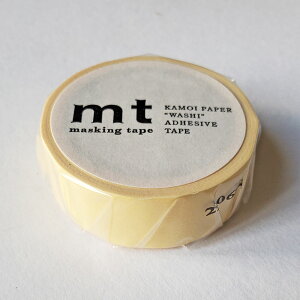 mt
masking tape
KAMOI PAPER
"WASHI"
ADHESIVE
TAPE